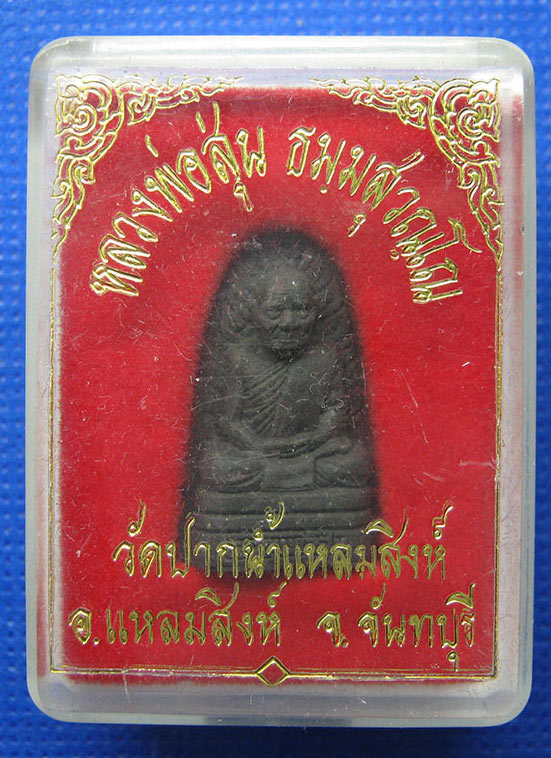 หลวงพ่อสุ่น ธมฺมสุวณฺโณ
วัดปากน้ำแหลมสิงห์
อ.แหลมสิงห์ จ.จันทบุรี